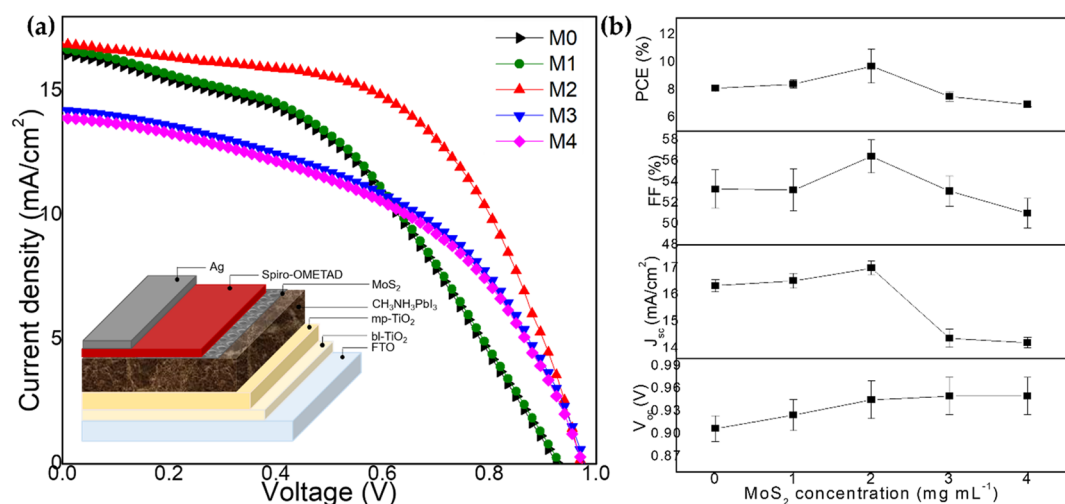 (a)
M0
M1
M2
M3
M4
Current density (mA/cm²)
15
10
5
0
Ag
Spiro-OMETAD
MoS₂
CH₃NH₃PbI₃
mp-TiO₂
bl-TiO₂
FTO
0.0 0.2 0.4 0.6 0.8 1.0
Voltage (V)
(b)
PCE (%)
12
10
8
6
FF (%)
56
54
52
50
48
J_sc (mA/cm²)
17
16
15
14
V_oc (V)
0.99
0.96
0.93
0.90
0.87
0 1 2 3 4
MoS₂ concentration (mg mL⁻¹)